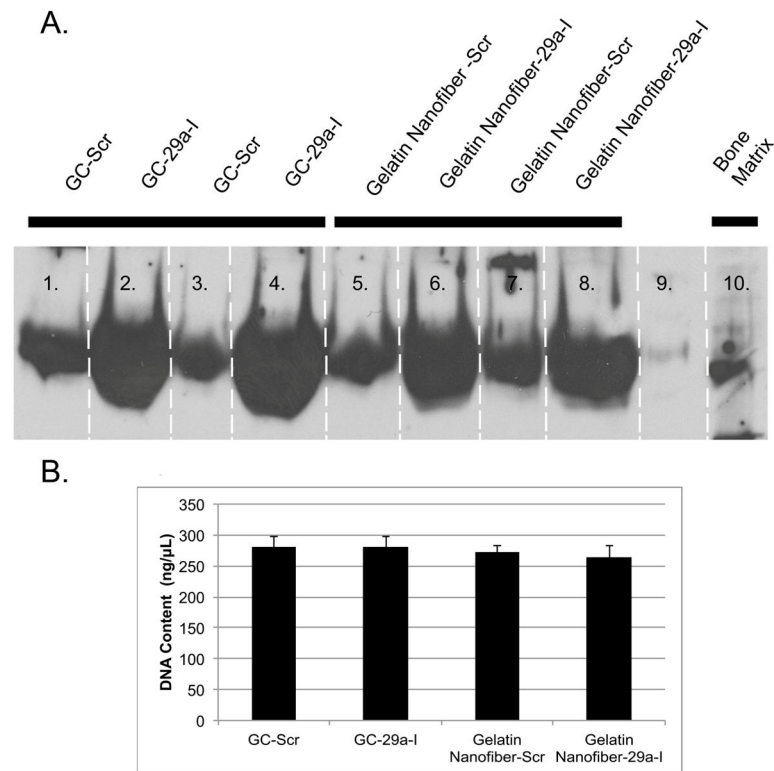 A.
GC-Scr
GC-29a-I
GC-Scr
GC-29a-I
Gelatin Nanofiber -Scr
Gelatin Nanofiber-29a-I
Gelatin Nanofiber-Scr
Gelatin Nanofiber-29a-I
Bone
Matrix
1.
2.
3.
4.
5.
6.
7.
8.
9.
10.
B.
DNA Content (ng/µL)
350
300
250
200
150
100
50
0
GC-Scr
GC-29a-I
Gelatin
Nanofiber-Scr
Gelatin
Nanofiber-29a-I